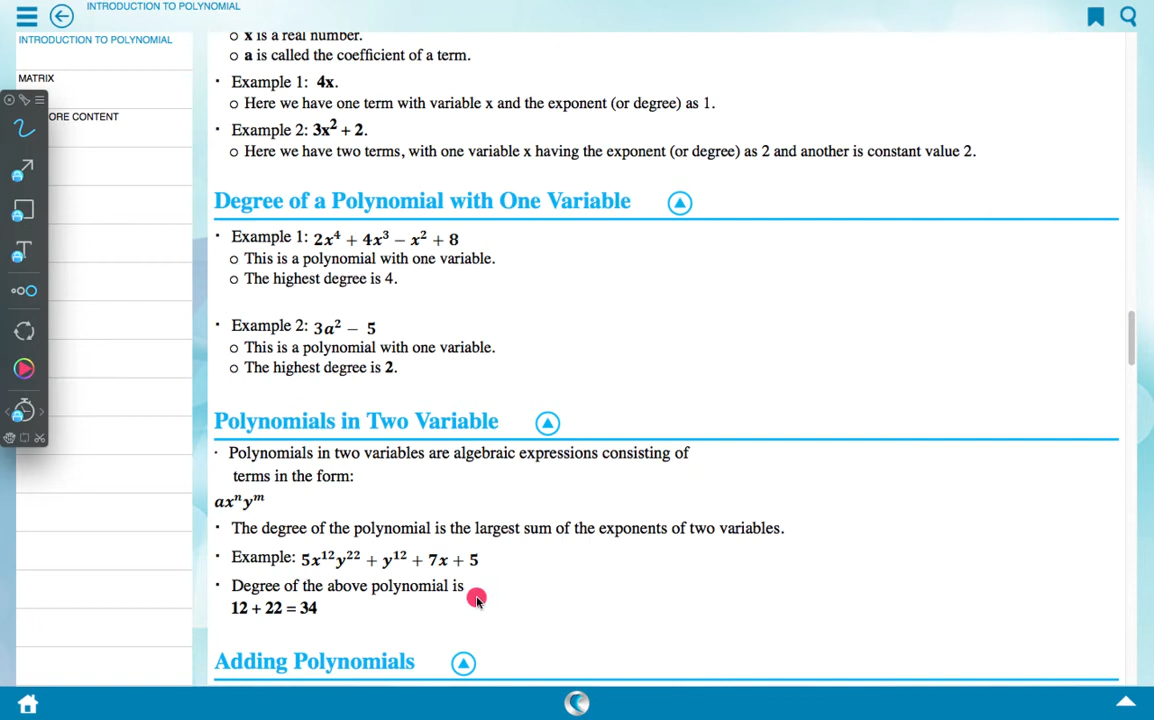 INTRODUCTION TO POLYNOMIAL
INTRODUCTION TO POLYNOMIAL
MATRIX
ORE CONTENT
o x is a real number.
o a is called the coefficient of a term.
· Example 1: 4x.
o Here we have one term with variable x and the exponent (or degree) as 1.
· Example 2: 3x² + 2.
o Here we have two terms, with one variable x having the exponent (or degree) as 2 and another is constant value 2.
Degree of a Polynomial with One Variable
· Example 1: 2x⁴ + 4x³ − x² + 8
o This is a polynomial with one variable.
o The highest degree is 4.
· Example 2: 3a² − 5
o This is a polynomial with one variable.
o The highest degree is 2.
Polynomials in Two Variable
· Polynomials in two variables are algebraic expressions consisting of
terms in the form:
axⁿyᵐ
· The degree of the polynomial is the largest sum of the exponents of two variables.
· Example: 5x¹²y²² + y¹² + 7x + 5
· Degree of the above polynomial is
12 + 22 = 34
Adding Polynomials